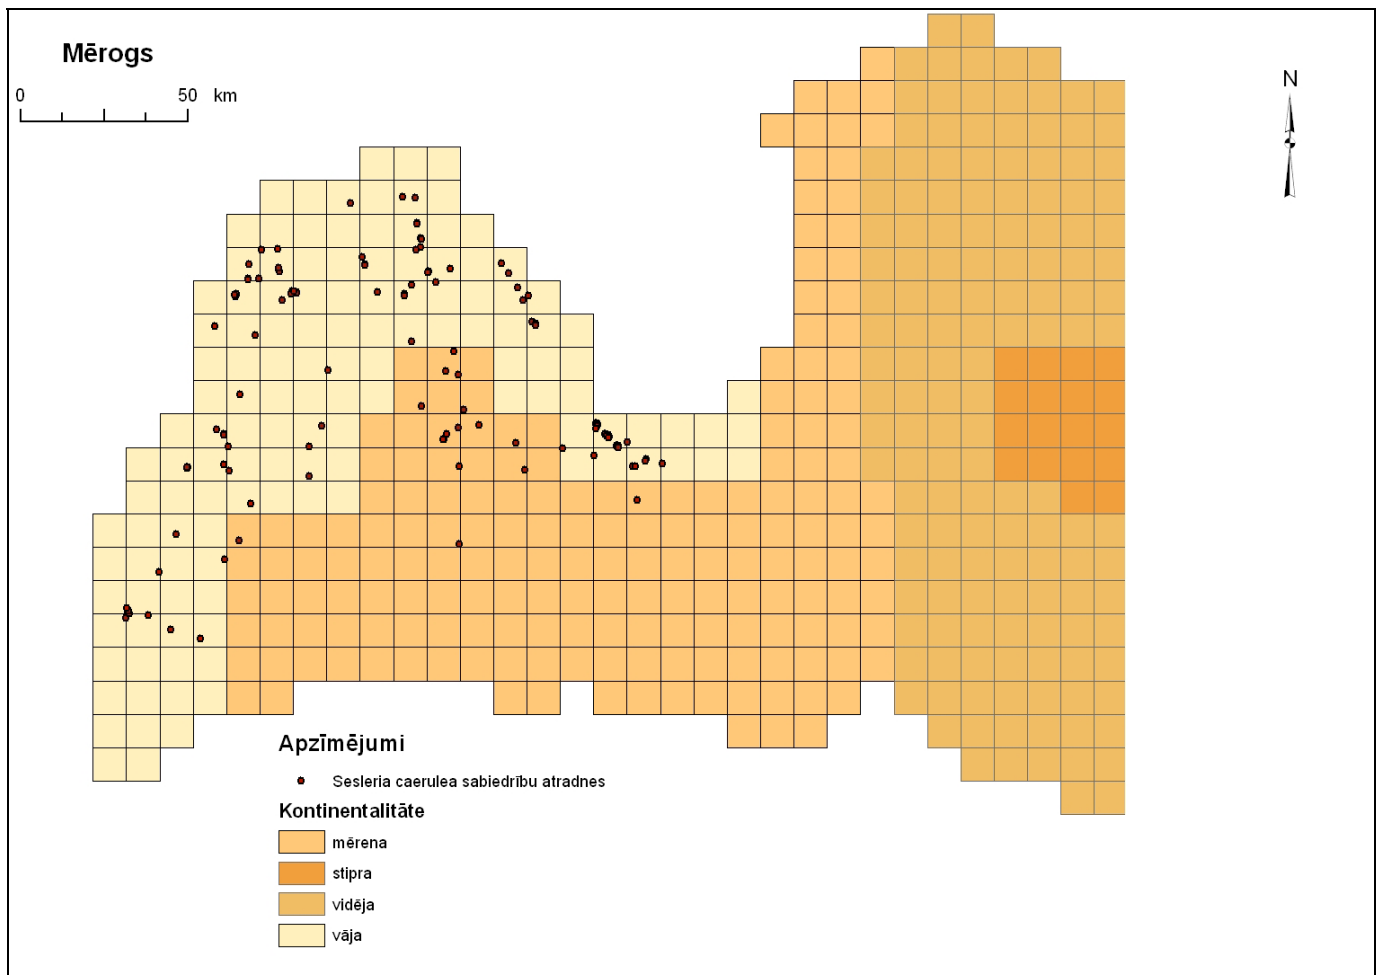 Mērogs
0 50 km
N
Apzīmējumi
Sesleria caerulea sabiedrību atradnes
Kontinentalitāte
mērena
stipra
vidēja
vāja